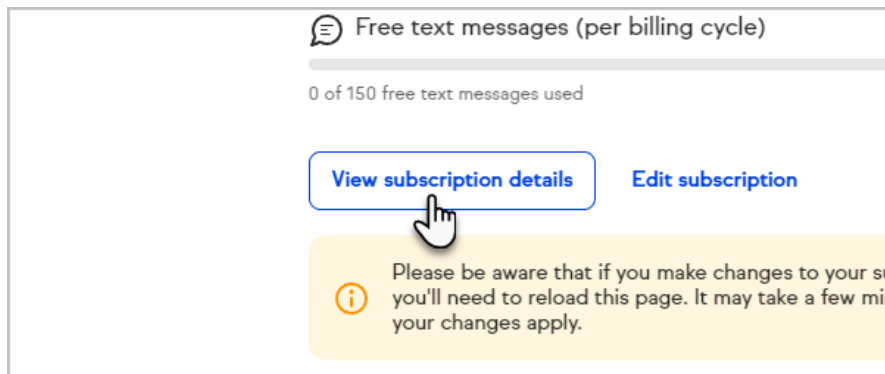 Free text messages (per billing cycle)
0 of 150 free text messages used
View subscription details
Edit subscription
Please be aware that if you make changes to your
you'll need to reload this page. It may take a few
your changes apply.